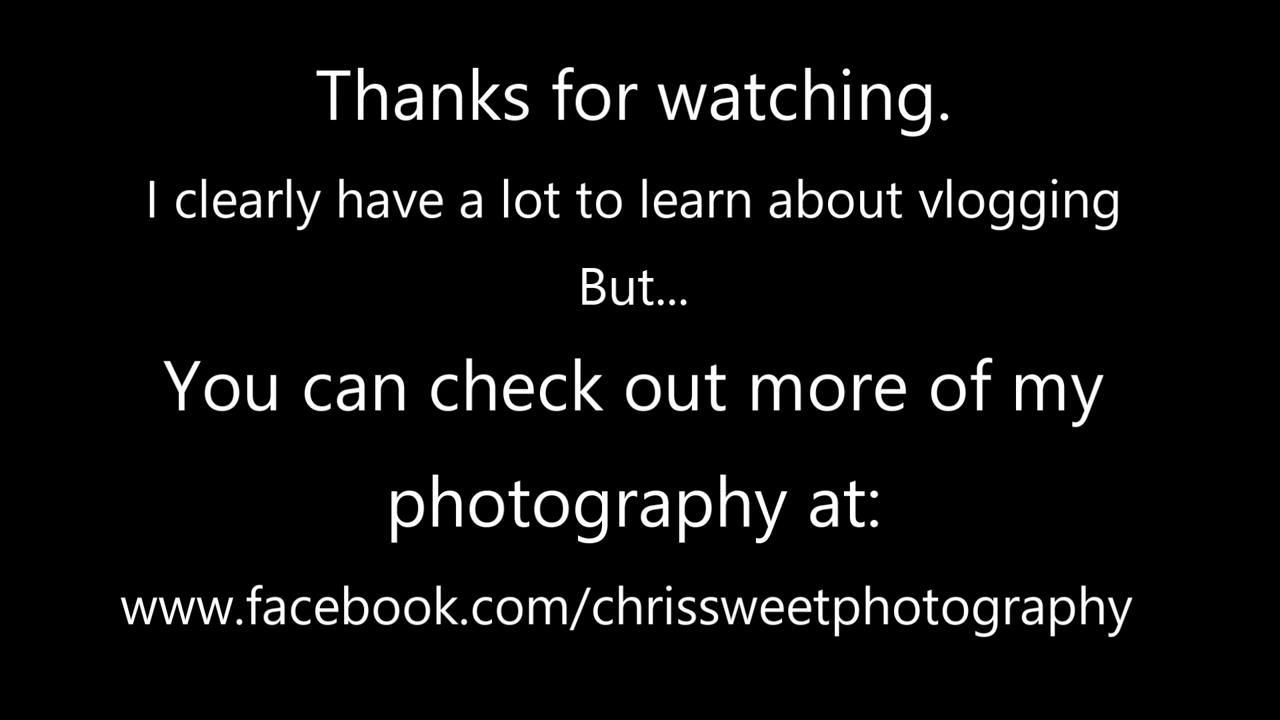 Thanks for watching.
I clearly have a lot to learn about vlogging
But...
You can check out more of my
photography at:
www.facebook.com/chrissweetphotography